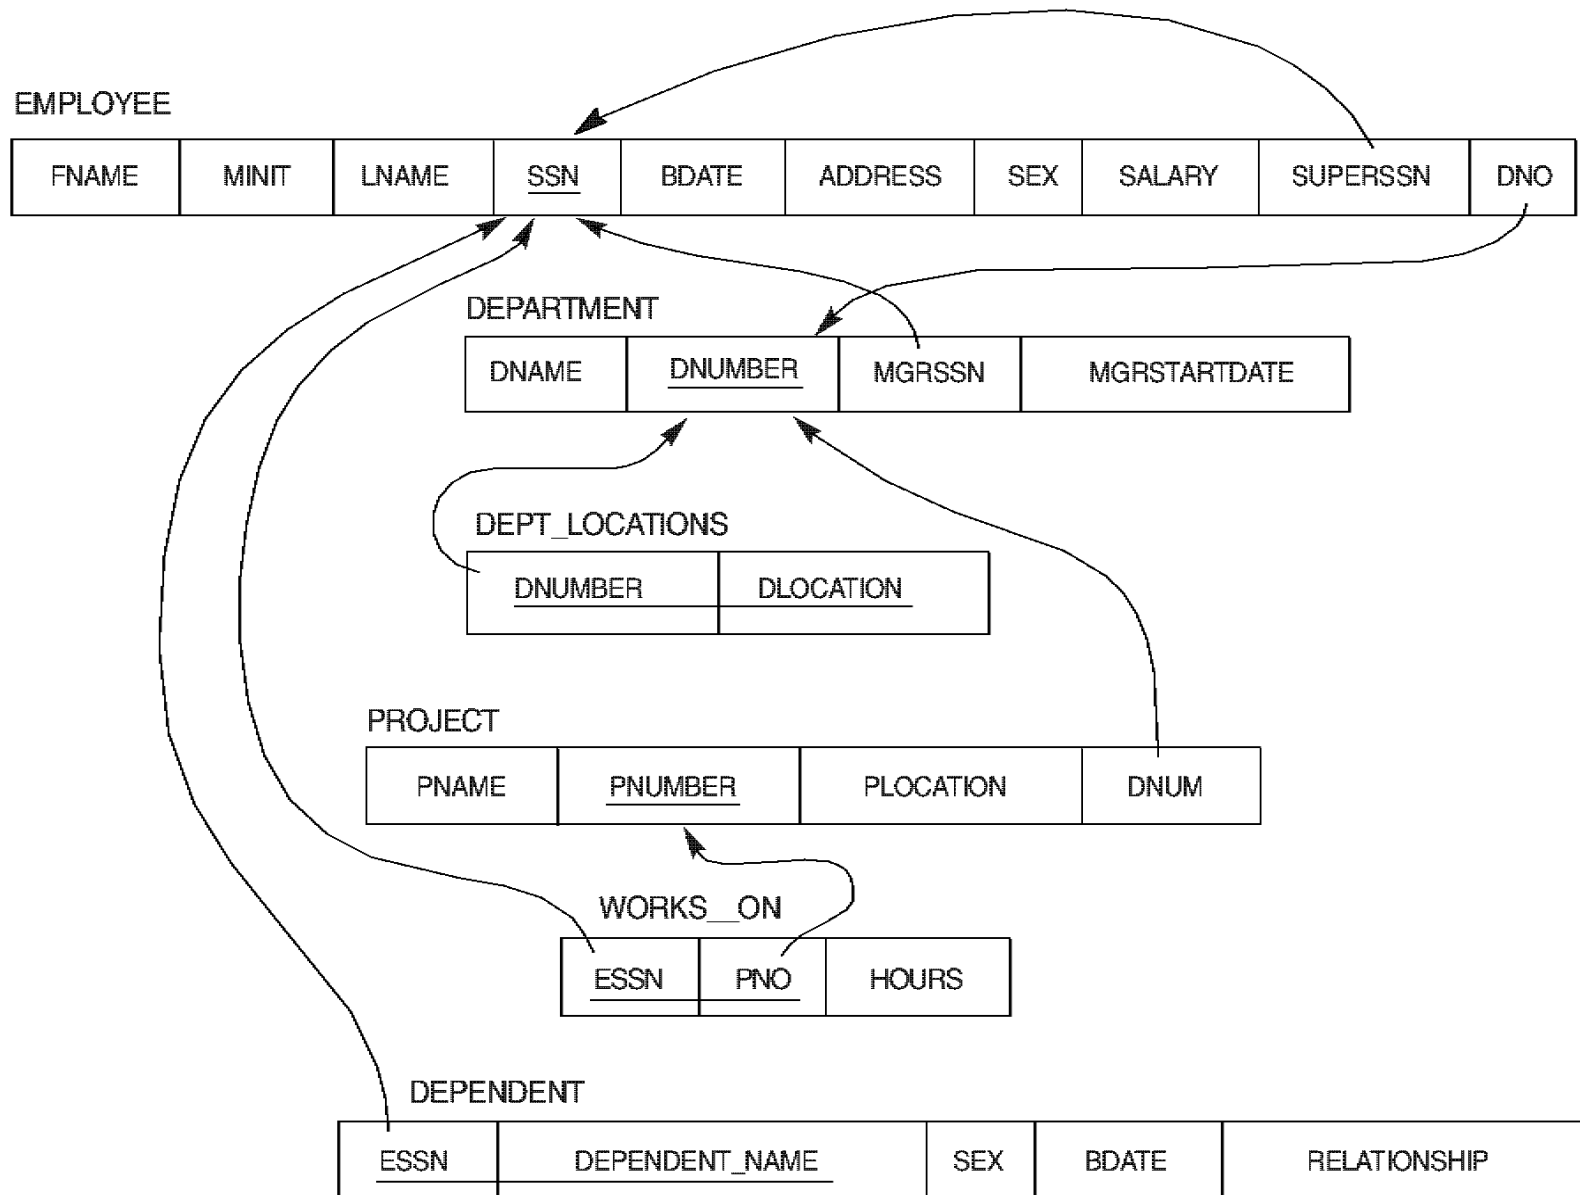 EMPLOYEE
FNAME MINIT LNAME SSN BDATE ADDRESS SEX SALARY SUPERSSN DNO
DEPARTMENT
DNAME DNUMBER MGRSSN MGRSTARTDATE
DEPT_LOCATIONS
DNUMBER DLOCATION
PROJECT
PNAME PNUMBER PLOCATION DNUM
WORKS__ON
ESSN PNO HOURS
DEPENDENT
ESSN DEPENDENT_NAME SEX BDATE RELATIONSHIP